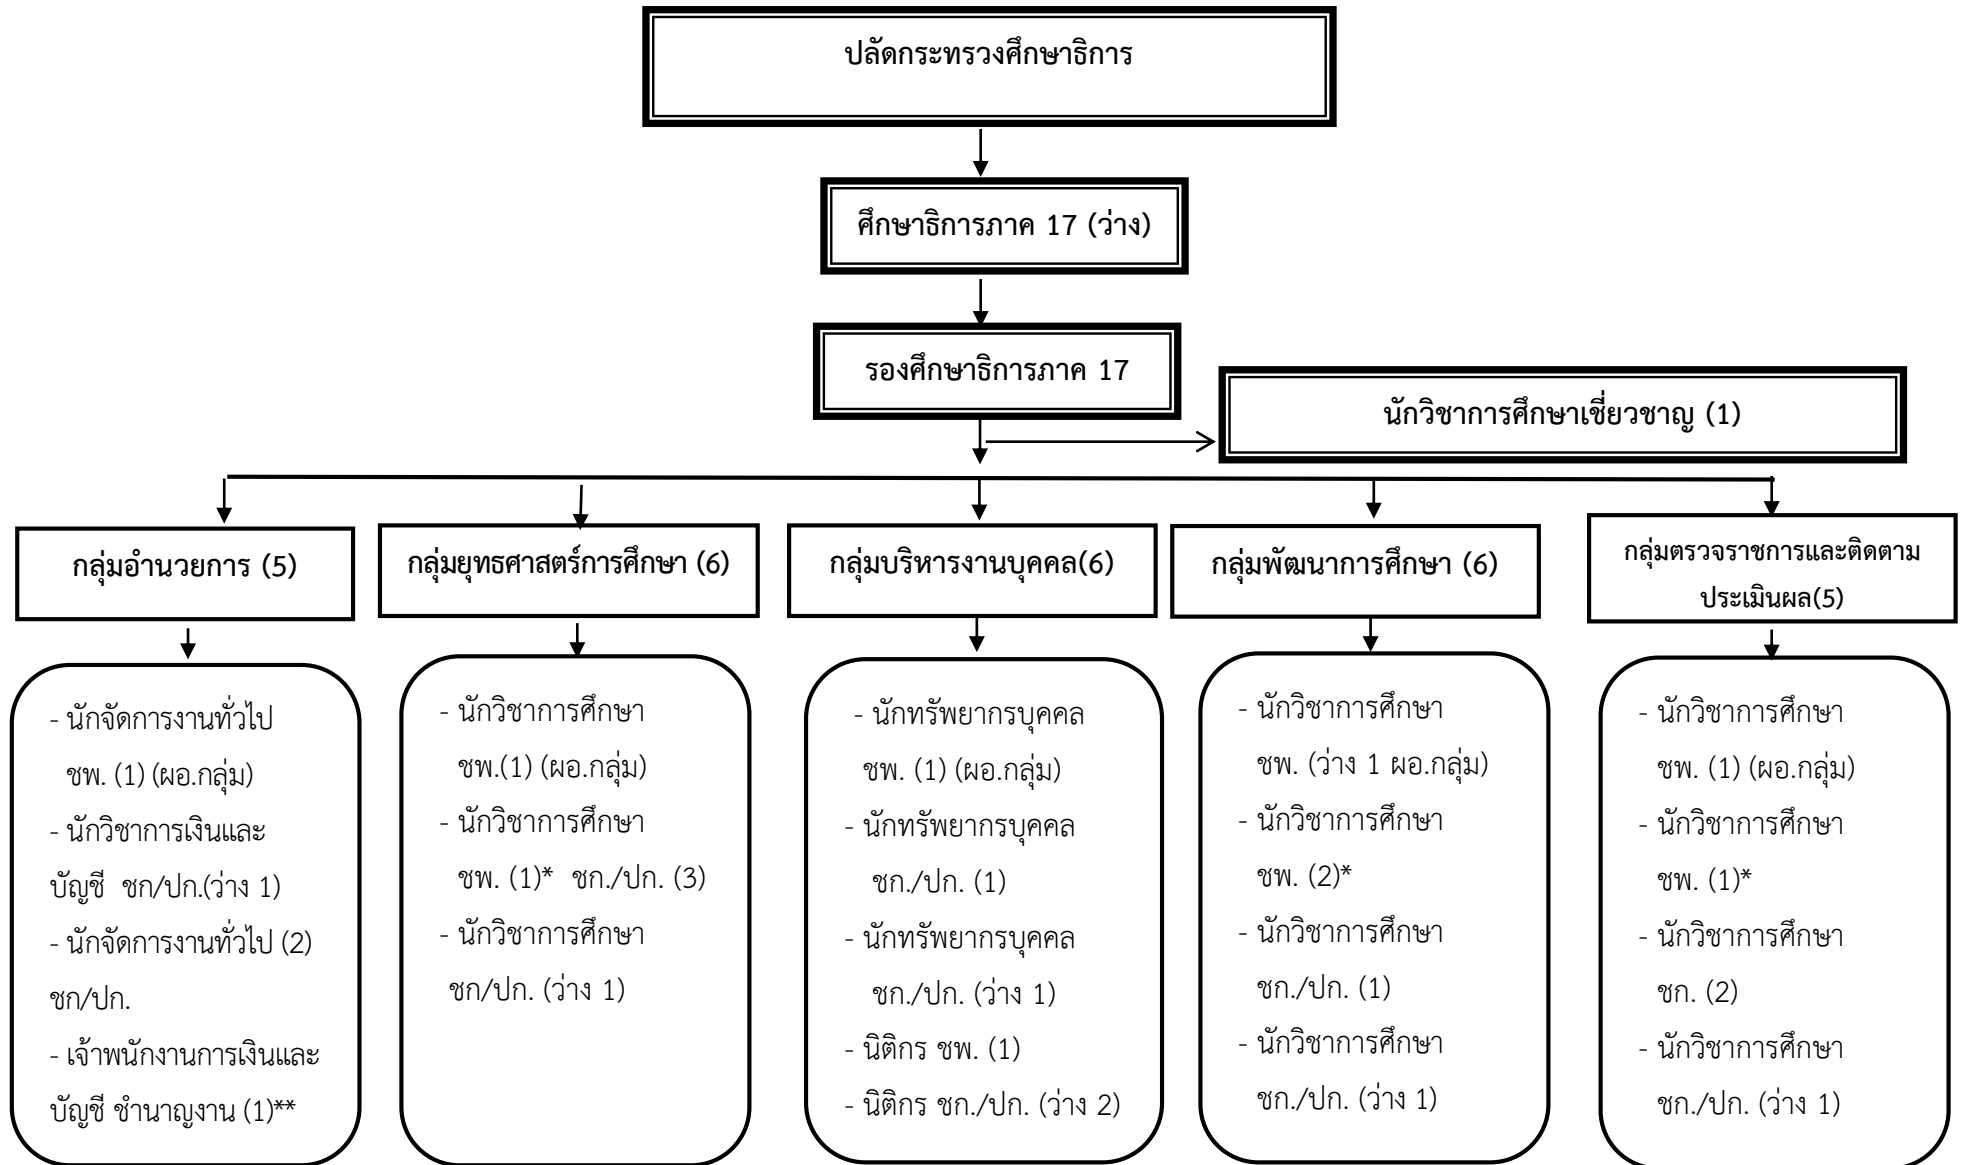 ปลัดกระทรวงศึกษาธิการ
ศึกษาธิการภาค 17 (ว่าง)
รองศึกษาธิการภาค 17
นักวิชาการศึกษาเชี่ยวชาญ (1)
กลุ่มอำนวยการ (5)
- นักจัดการงานทั่วไป
ชพ. (1) (ผอ.กลุ่ม)
- นักวิชาการเงินและ
บัญชี ชก/ปก.(ว่าง 1)
- นักจัดการงานทั่วไป (2)
ชก/ปก.
- เจ้าพนักงานการเงินและ
บัญชี ชำนาญงาน (1)**
กลุ่มยุทธศาสตร์การศึกษา (6)
- นักวิชาการศึกษา
ชพ.(1) (ผอ.กลุ่ม)
- นักวิชาการศึกษา
ชพ. (1)* ชก./ปก. (3)
- นักวิชาการศึกษา
ชก/ปก. (ว่าง 1)
กลุ่มบริหารงานบุคคล(6)
- นักทรัพยากรบุคคล
ชพ. (1) (ผอ.กลุ่ม)
- นักทรัพยากรบุคคล
ชก./ปก. (1)
- นักทรัพยากรบุคคล
ชก./ปก. (ว่าง 1)
- นิติกร ชพ. (1)
- นิติกร ชก./ปก. (ว่าง 2)
กลุ่มพัฒนาการศึกษา (6)
- นักวิชาการศึกษา
ชพ. (ว่าง 1 ผอ.กลุ่ม)
- นักวิชาการศึกษา
ชพ. (2)*
- นักวิชาการศึกษา
ชก./ปก. (1)
- นักวิชาการศึกษา
ชก./ปก. (ว่าง 1)
กลุ่มตรวจราชการและติดตาม
ประเมินผล(5)
- นักวิชาการศึกษา
ชพ. (1) (ผอ.กลุ่ม)
- นักวิชาการศึกษา
ชพ. (1)*
- นักวิชาการศึกษา
ชก. (2)
- นักวิชาการศึกษา
ชก./ปก. (ว่าง 1)